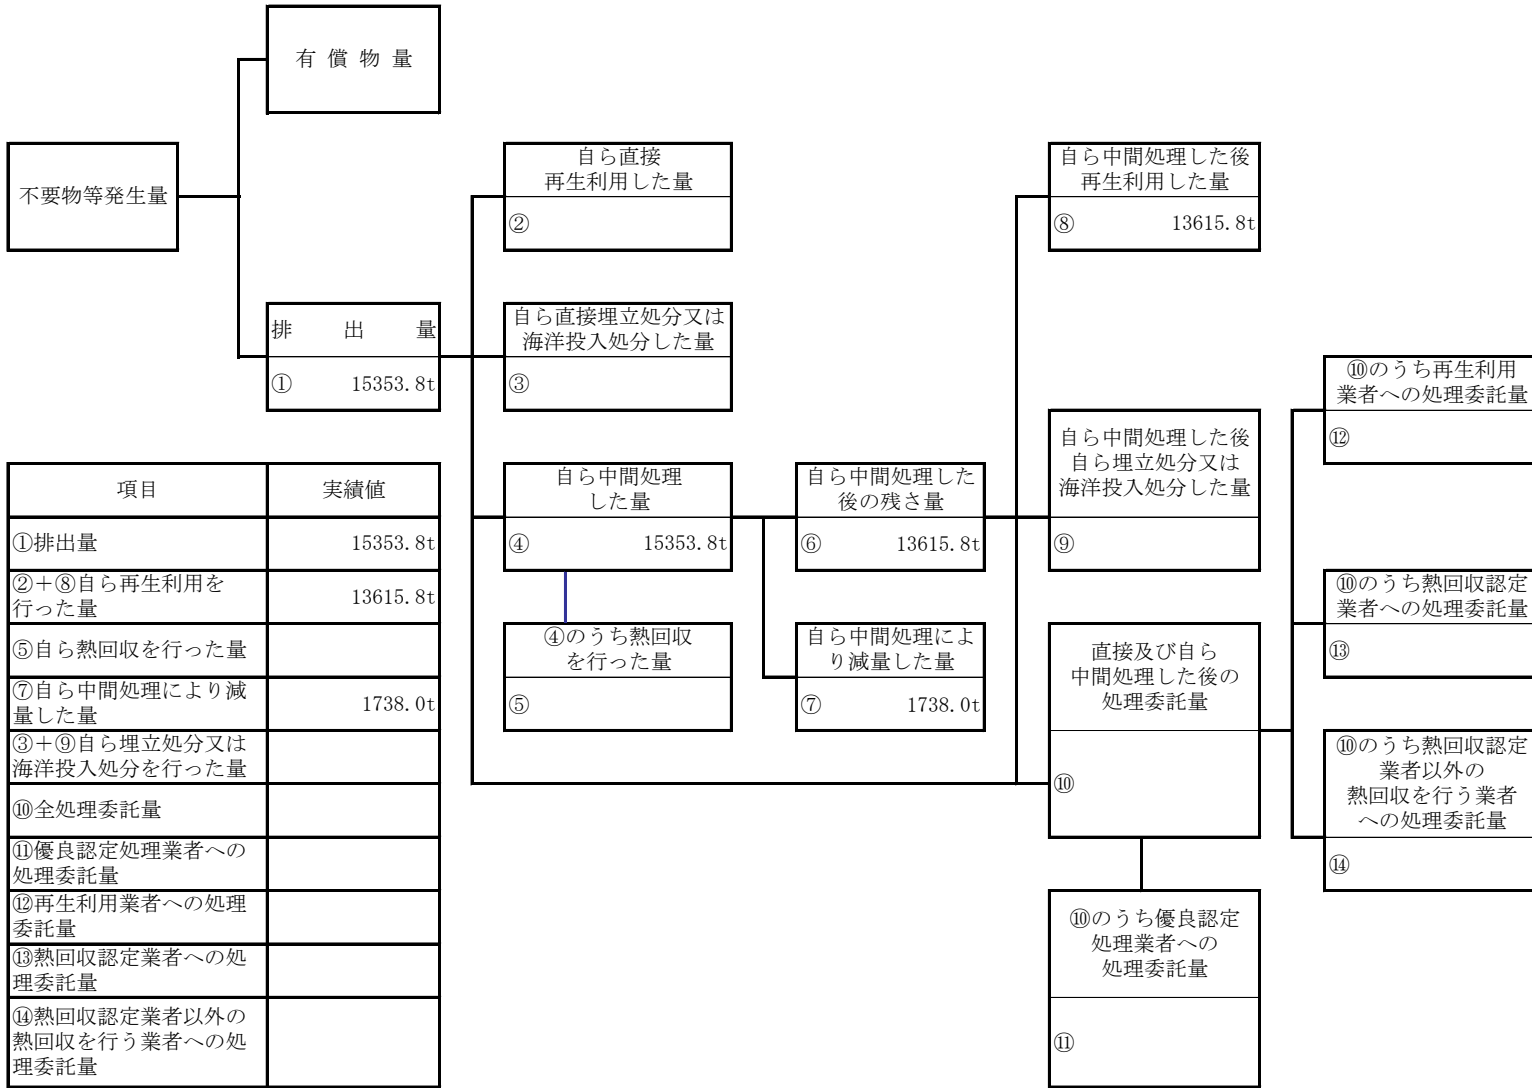 有償物量
不要物等発生量
排出量
① 15353.8t
自ら直接
再生利用した量
②
自ら直接埋立処分又は
海洋投入処分した量
③
自ら中間処理
した量
④ 15353.8t
④のうち熱回収
を行った量
⑤
自ら中間処理した
後の残さ量
⑥ 13615.8t
自ら中間処理によ
り減量した量
⑦ 1738.0t
自ら中間処理した後
再生利用した量
⑧ 13615.8t
自ら中間処理した後
自ら埋立処分又は
海洋投入処分した量
⑨
直接及び自ら
中間処理した後の
処理委託量
⑩
⑩のうち優良認定
処理業者への
処理委託量
⑪
⑩のうち再生利用
業者への処理委託量
⑫
⑩のうち熱回収認定
業者への処理委託量
⑬
⑩のうち熱回収認定
業者以外の
熱回収を行う業者
への処理委託量
⑭
項目 実績値
①排出量 15353.8t
②＋⑧自ら再生利用を
行った量 13615.8t
⑤自ら熱回収を行った量
⑦自ら中間処理により減
量した量 1738.0t
③＋⑨自ら埋立処分又は
海洋投入処分を行った量
⑩全処理委託量
⑪優良認定処理業者への
処理委託量
⑫再生利用業者への処理
委託量
⑬熱回収認定業者への処
理委託量
⑭熱回収認定業者以外の
熱回収を行う業者への処
理委託量